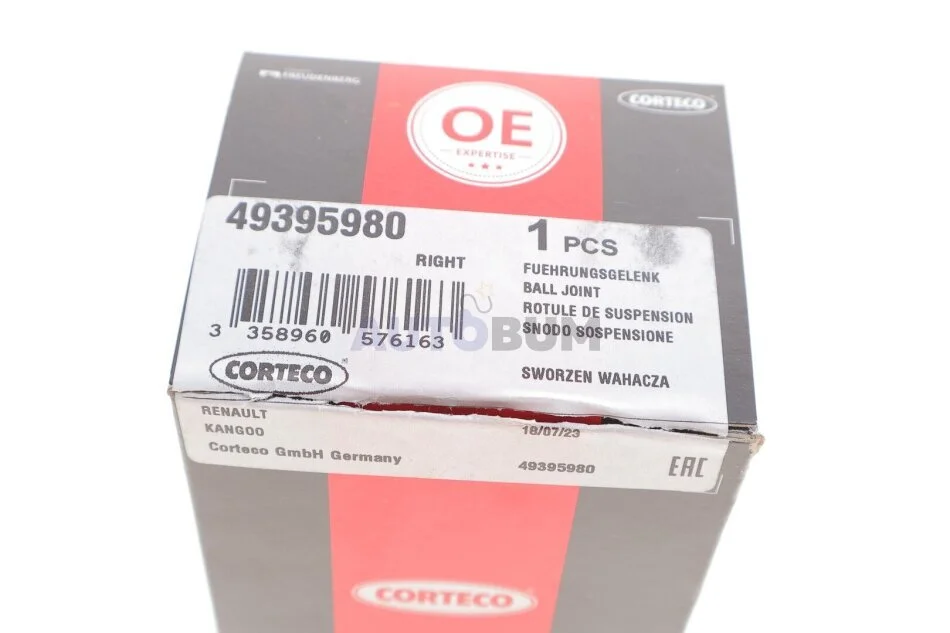 FREUDENBERG
OE
EXPERTISE
CORTECO
49395980
1 PCS
RIGHT
FUEHRUNGSGELENK
BALL JOINT
ROTULE DE SUSPENSION
SNODO SOSPENSIONE
3 358960 576163
AUTOBUM
CORTECO
SWORZEN WAHACZA
RENAULT
KANGOO
18/07/23
Corteco GmbH Germany
49395980
EAC
CORTECO